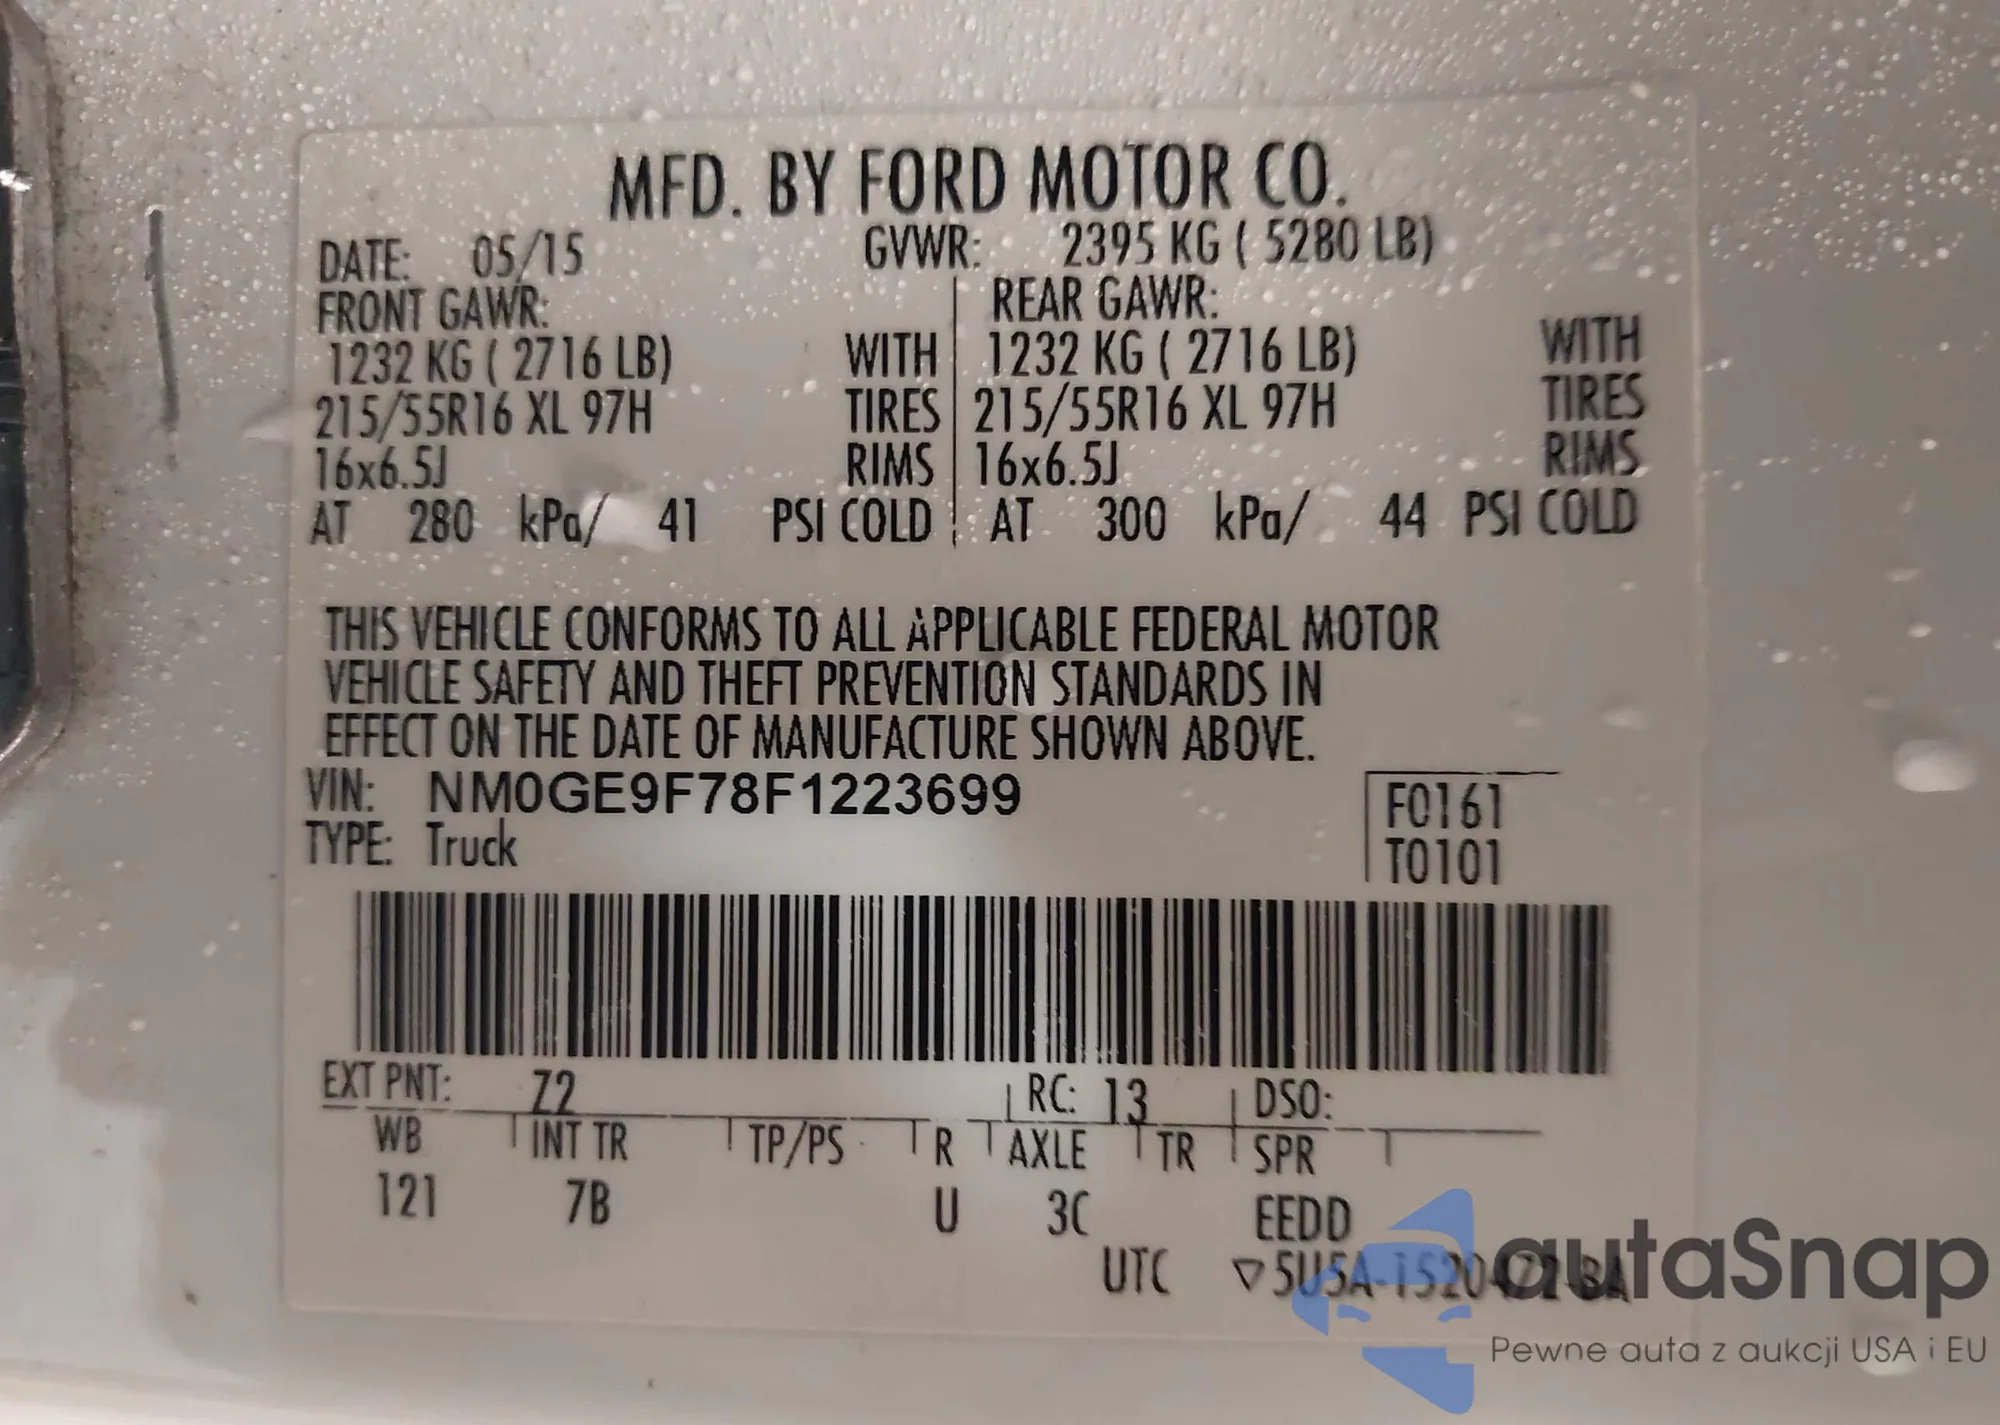 MFD. BY FORD MOTOR CO.
DATE: 05/15 GVWR: 2395 KG ( 5280 LB)
FRONT GAWR: REAR GAWR:
1232 KG ( 2716 LB) WITH 1232 KG ( 2716 LB) WITH
215/55R16 XL 97H TIRES 215/55R16 XL 97H TIRES
16x6.5J RIMS 16x6.5J RIMS
AT 280 kPa/ 41 PSI COLD AT 300 kPa/ 44 PSI COLD
THIS VEHICLE CONFORMS TO ALL APPLICABLE FEDERAL MOTOR
VEHICLE SAFETY AND THEFT PREVENTION STANDARDS IN
EFFECT ON THE DATE OF MANUFACTURE SHOWN ABOVE.
VIN: NM0GE9F78F1223699 F0161
TYPE: Truck T0101
EXT PNT: Z2 RC: 13 DSO:
WB INT TR TP/PS R AXLE TR SPR
121 7B U 3C EEDD
UTC ▽5U5A-1520472-BA
autaSnap
Pewne auta z aukcji USA i EU